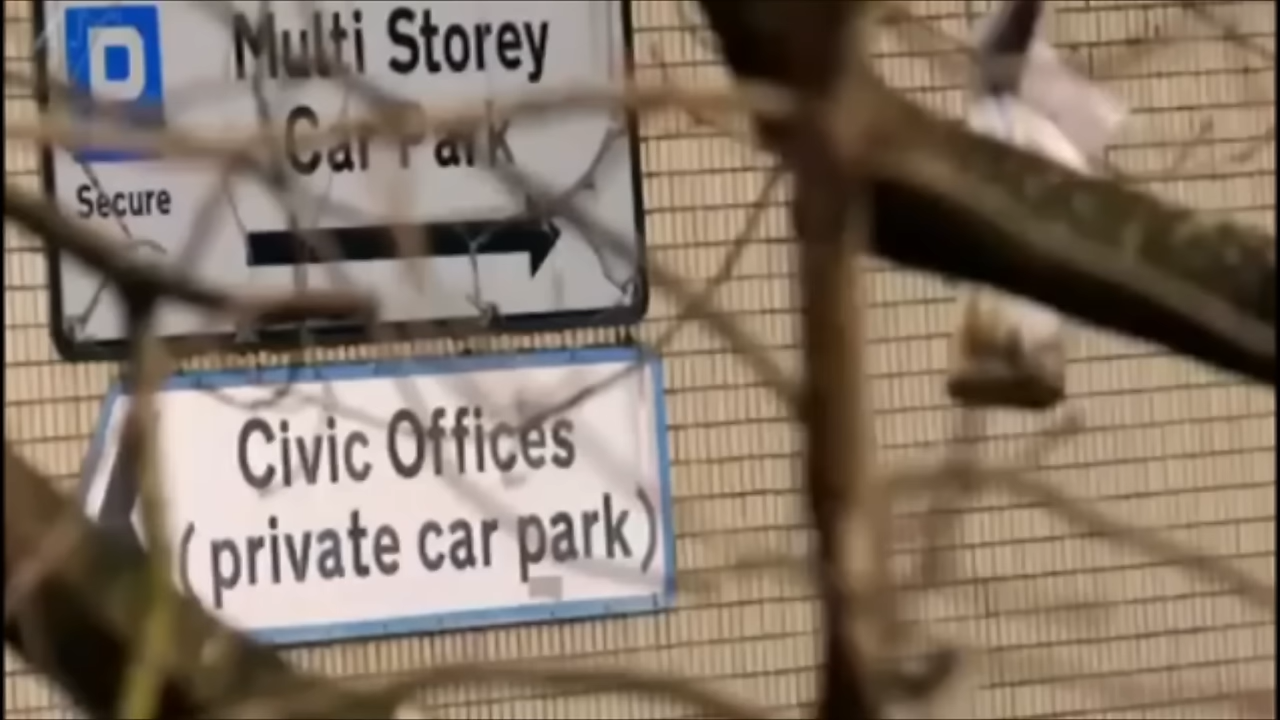 P
Multi Storey
Car Park
Secure
Civic Offices
(private car park)